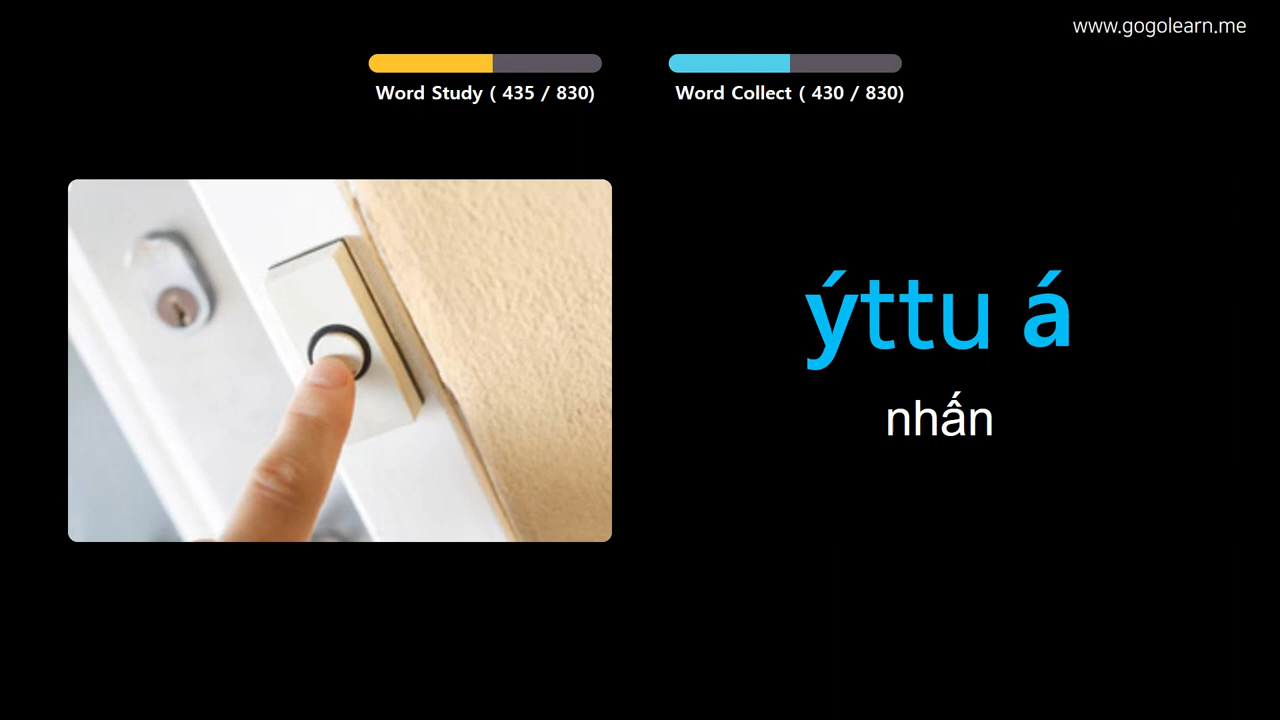 www.gogolearn.me
Word Study ( 435 / 830)
Word Collect ( 430 / 830)
ýttu á
nhấn